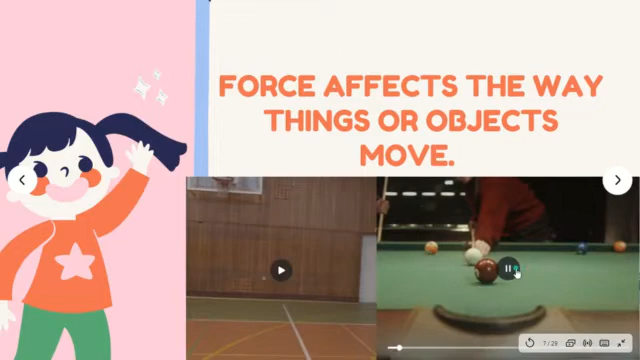 FORCE AFFECTS THE WAY
THINGS OR OBJECTS
MOVE.
7 / 29